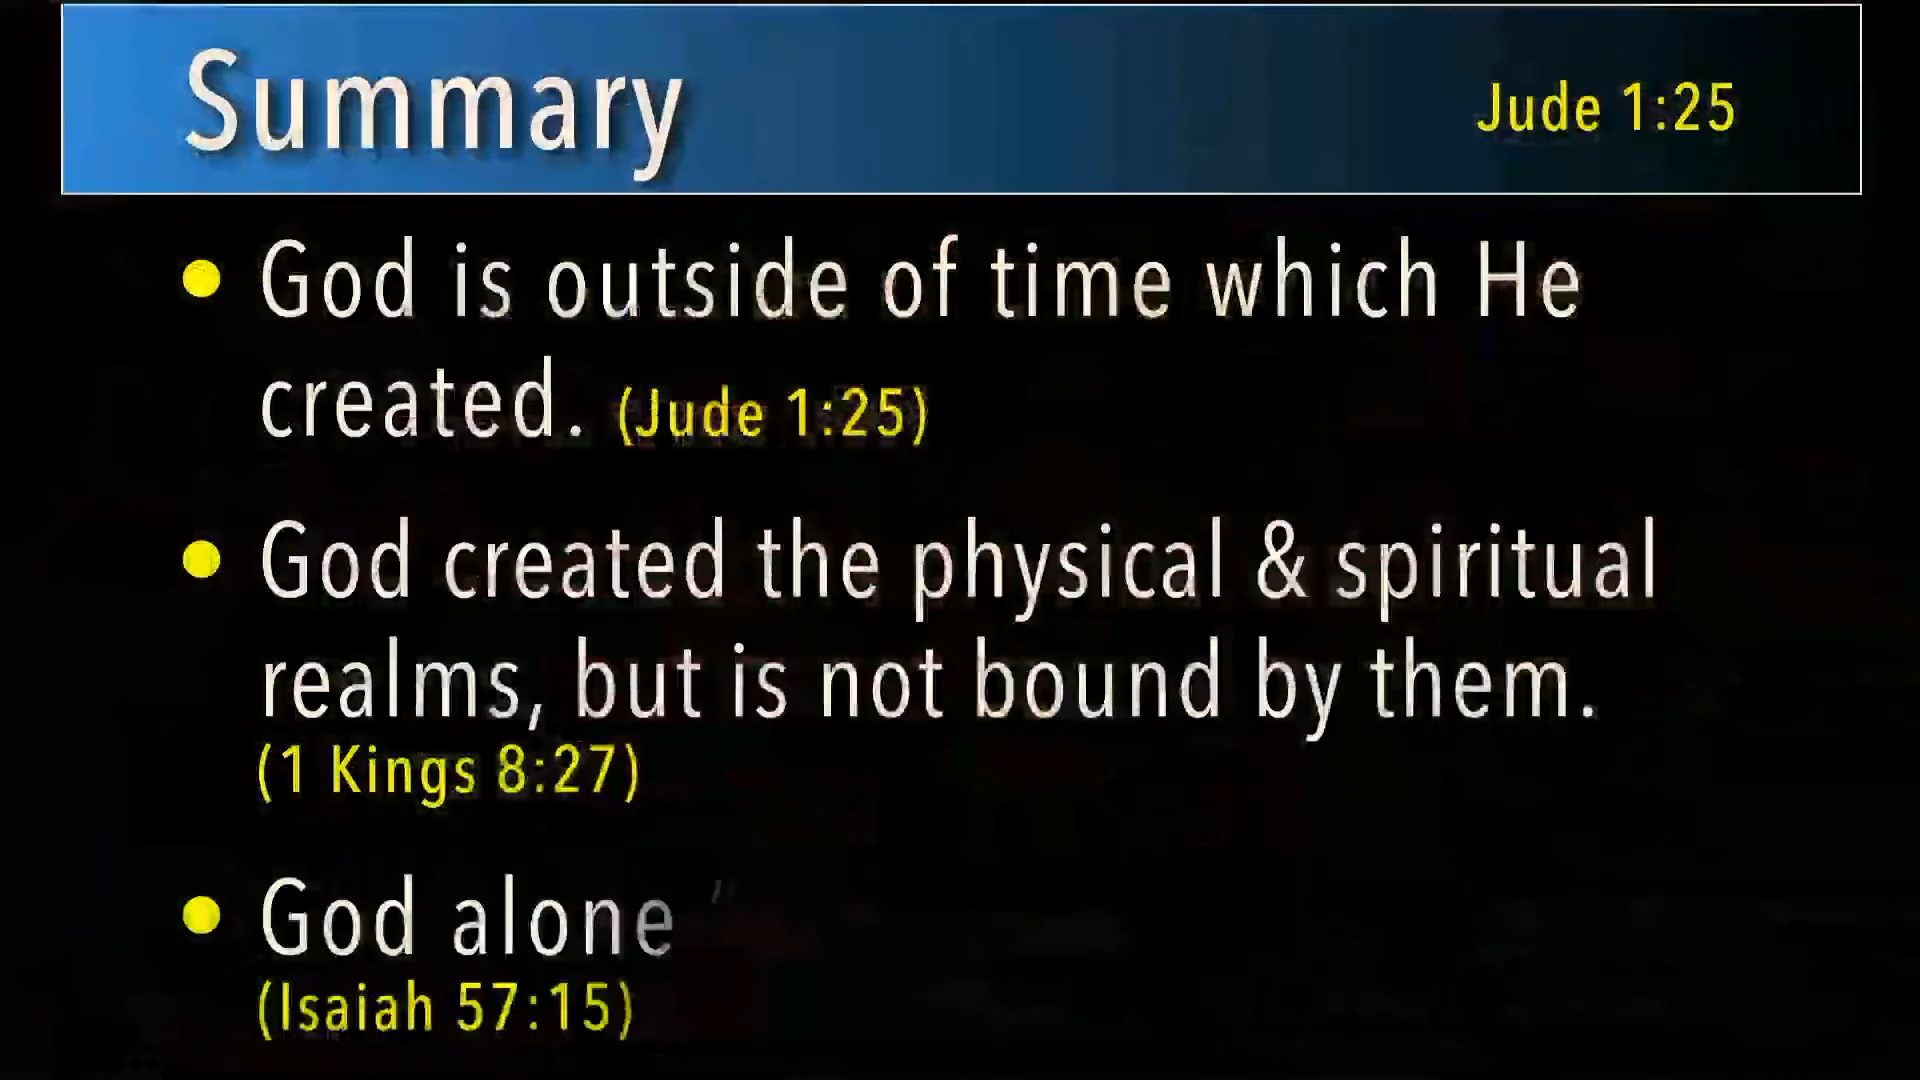 Summary
Jude 1:25
God is outside of time which He
created. (Jude 1:25)
God created the physical & spiritual
realms, but is not bound by them.
(1 Kings 8:27)
God alone
(Isaiah 57:15)